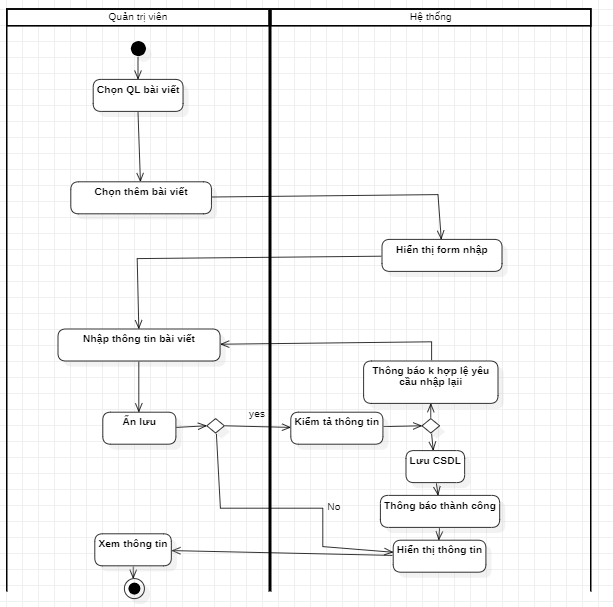 Quản trị viên
Hệ thống
Chọn QL bài viết
Chọn thêm bài viết
Hiển thị form nhập
Nhập thông tin bài viết
Thông báo k hợp lệ yêu
cầu nhập lạii
Ấn lưu
yes
Kiểm tả thông tin
Lưu CSDL
Thông báo thành công
No
Xem thông tin
Hiển thị thông tin